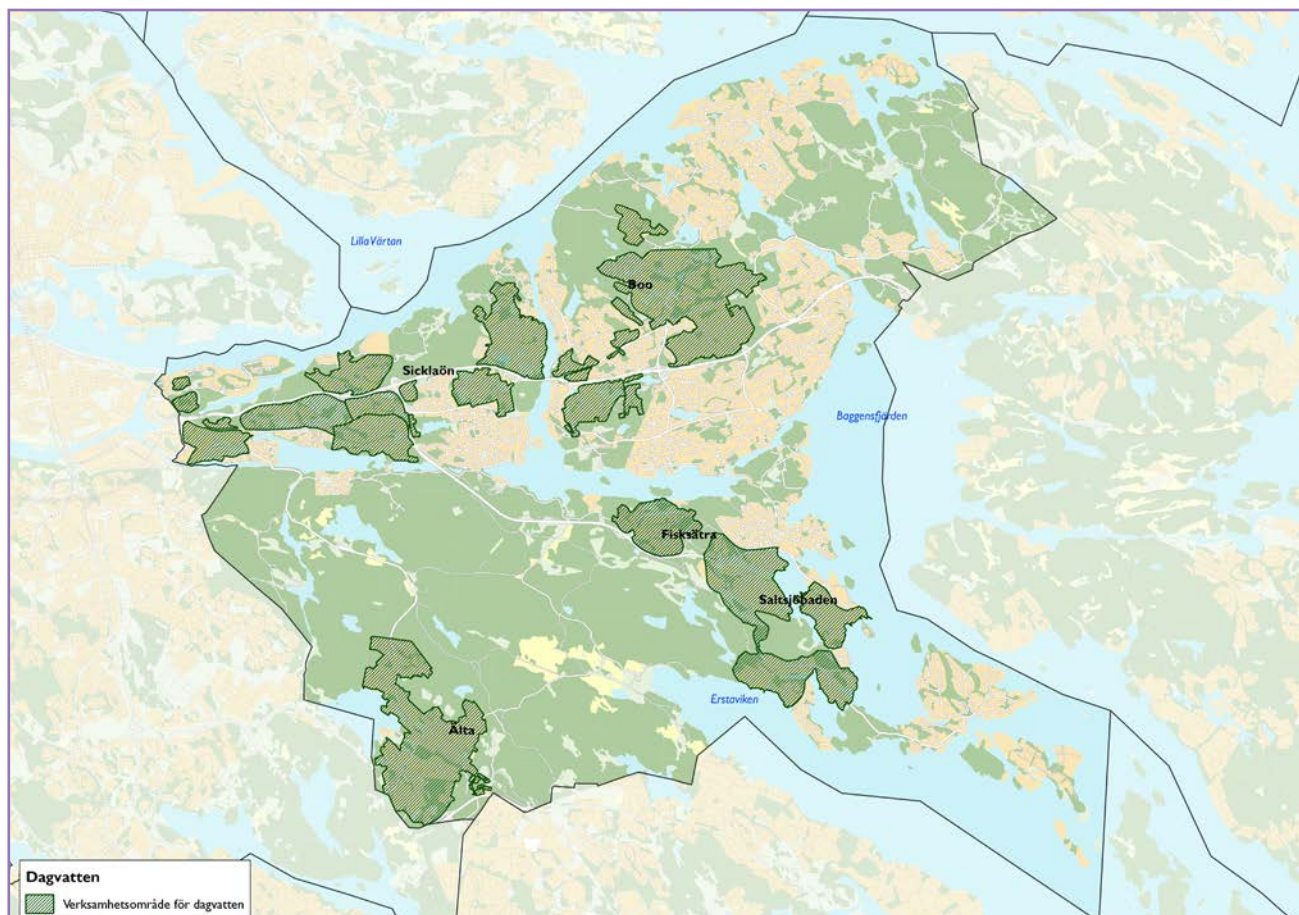 Lilla Värtan
Boo
Sicklaön
Baggensfjärden
Fisksätra
Saltsjöbaden
Erstaviken
Älta
Dagvatten
Verksamhetsområde för dagvatten